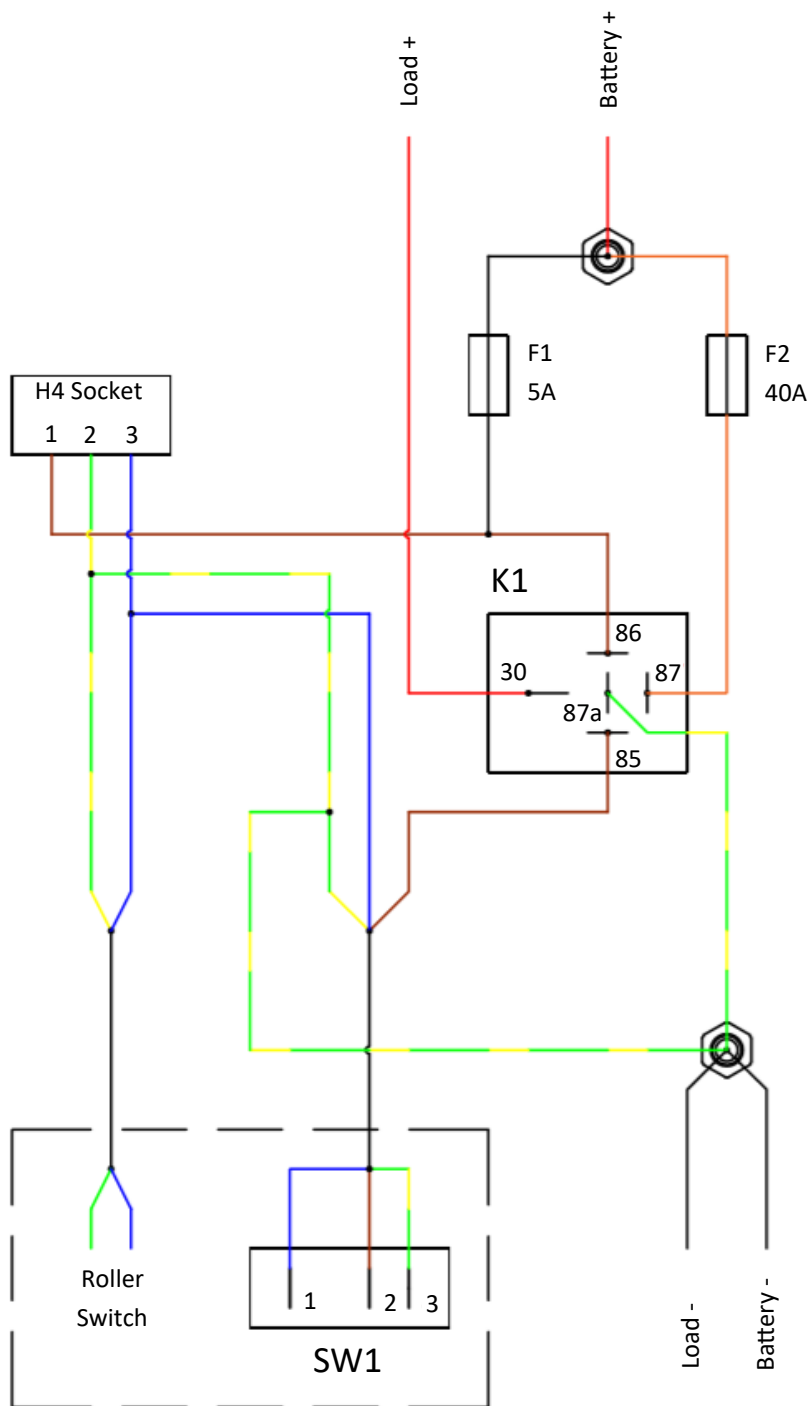 Load +
Battery +
F1
5A
F2
40A
H4 Socket
1 2 3
K1
86
30
87
87a
85
Roller
Switch
1 2 3
SW1
Load -
Battery -